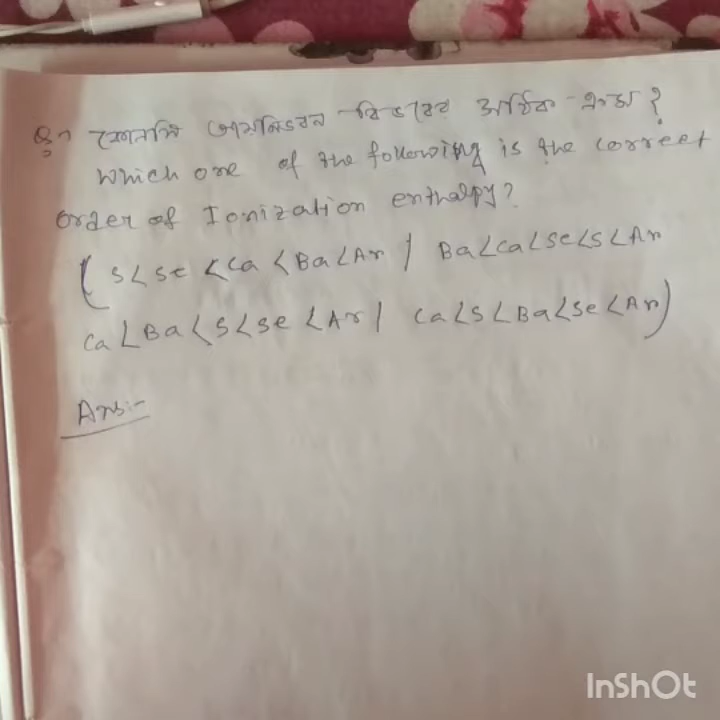 কোনটি আয়নিভবন বিভবের সঠিক ক্রম?
Which one of the following is the correct
order of Ionization enthalpy?
(S<Se<Ca<Ba<Ar / Ba<Ca<Se<S<Ar
Ca<Ba<S<Se<Ar / Ca<S<Ba<Se<Ar)
Ans:-
InShOt